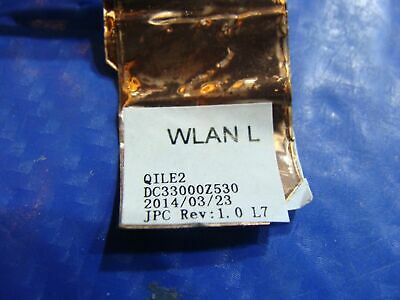 WLAN L
QILE2
DC33000Z530
2014/03/23
JPC Rev:1.0 L7